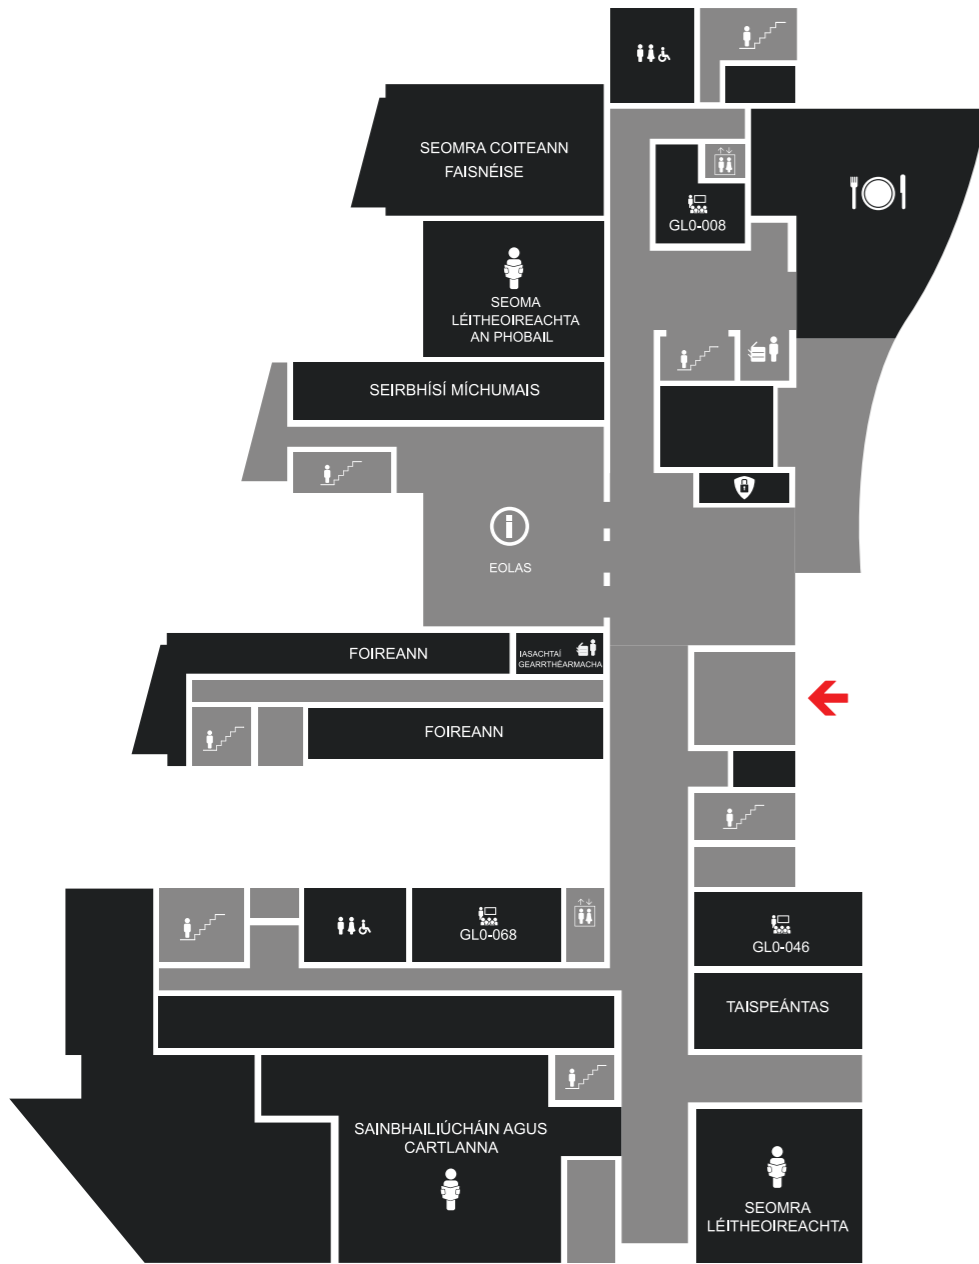 SEOMRA COITEANN
FAISNÉISE
GL0-008
SEOMA
LÉITHEOIREACHTA
AN PHOBAIL
SEIRBHÍSÍ MÍCHUMAIS
EOLAS
FOIREANN
IASACHTAÍ
GEARRTHÉARMACHA
FOIREANN
GL0-068
GL0-046
TAISPEÁNTAS
SAINBHAILIÚCHÁIN AGUS
CARTLANNA
SEOMRA
LÉITHEOIREACHTA